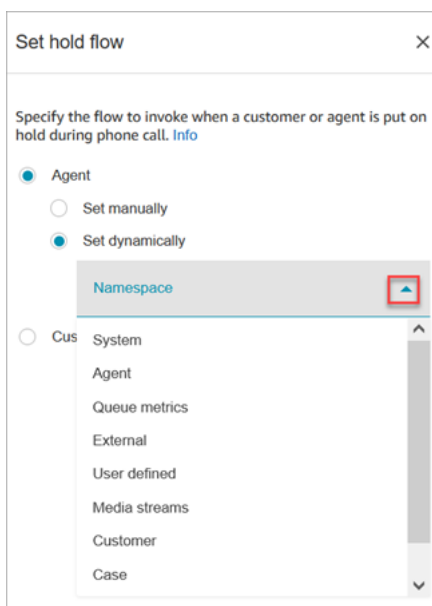 Set hold flow
Specify the flow to invoke when a customer or agent is put on
hold during phone call. Info
Agent
Set manually
Set dynamically
Namespace
Cus
System
Agent
Queue metrics
External
User defined
Media streams
Customer
Case